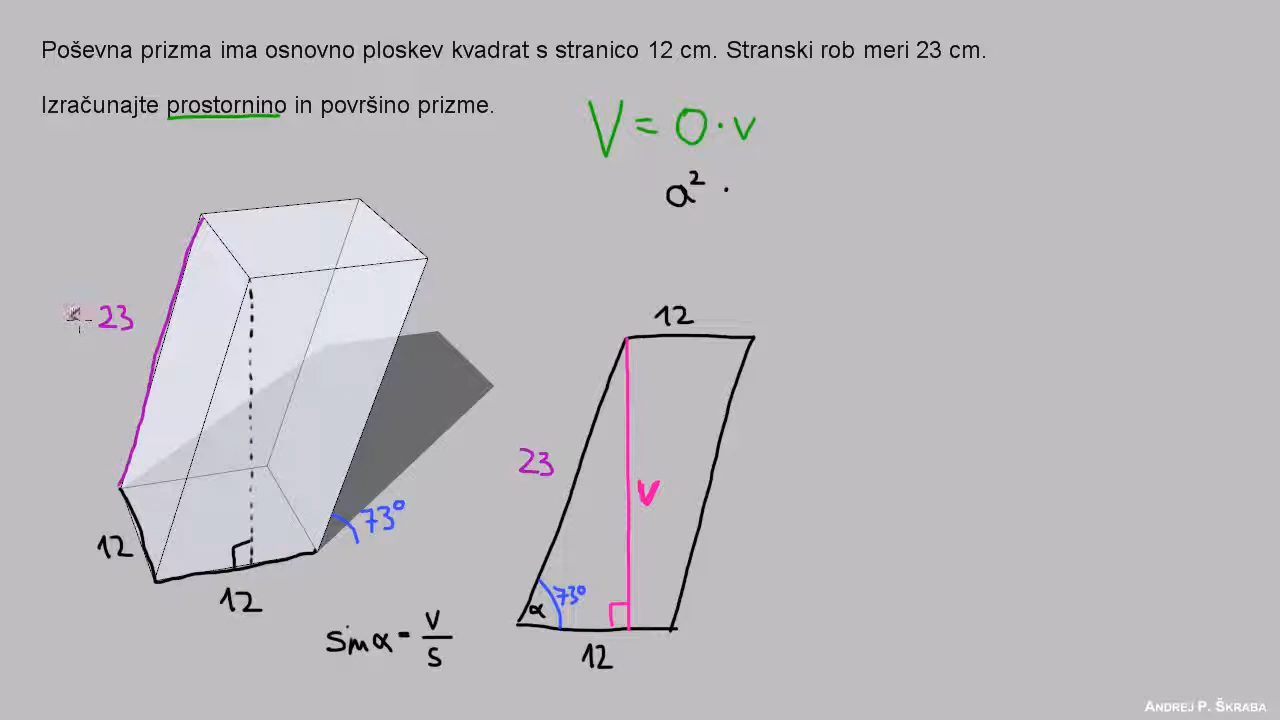 Poševna prizma ima osnovno ploskev kvadrat s stranico 12 cm. Stranski rob meri 23 cm.
Izračunajte prostornino in površino prizme.
V = O · v
a² ·
23
12
12
73°
sin α = v/s
12
23
v
α
73°
12
ANDREJ P. ŠKRABA